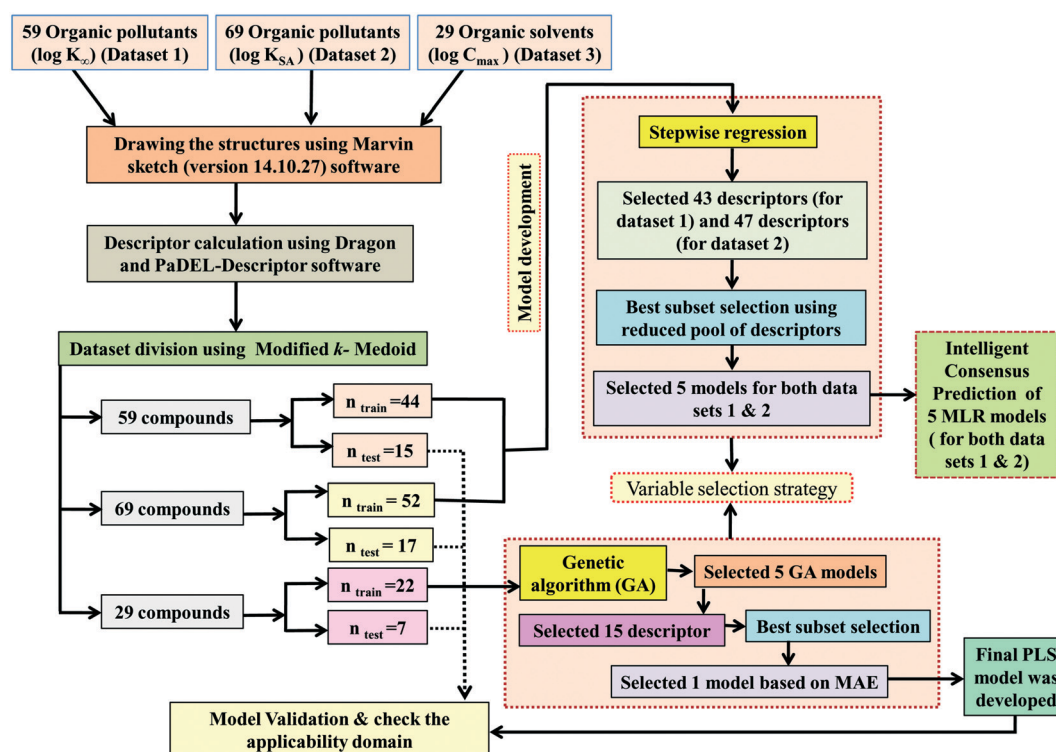 59 Organic pollutants
(log K∞) (Dataset 1)
69 Organic pollutants
(log KSA) (Dataset 2)
29 Organic solvents
(log Cmax) (Dataset 3)
Drawing the structures using Marvin
sketch (version 14.10.27) software
Descriptor calculation using Dragon
and PaDEL-Descriptor software
Dataset division using Modified k- Medoid
59 compounds
n train =44
n test =15
69 compounds
n train = 52
n test = 17
29 compounds
n train =22
n test =7
Model Validation & check the
applicability domain
Model development
Stepwise regression
Selected 43 descriptors (for
dataset 1) and 47 descriptors
(for dataset 2)
Best subset selection using
reduced pool of descriptors
Selected 5 models for both data
sets 1 & 2
Intelligent
Consensus
Prediction of
5 MLR models
( for both data
sets 1 & 2)
Variable selection strategy
Genetic
algorithm (GA)
Selected 5 GA models
Selected 15 descriptor
Best subset selection
Selected 1 model based on MAE
Final PLS
model was
developed